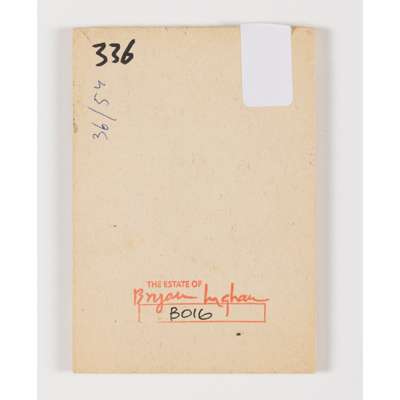 336
36/54
THE ESTATE OF
Bryan Ingham
B016